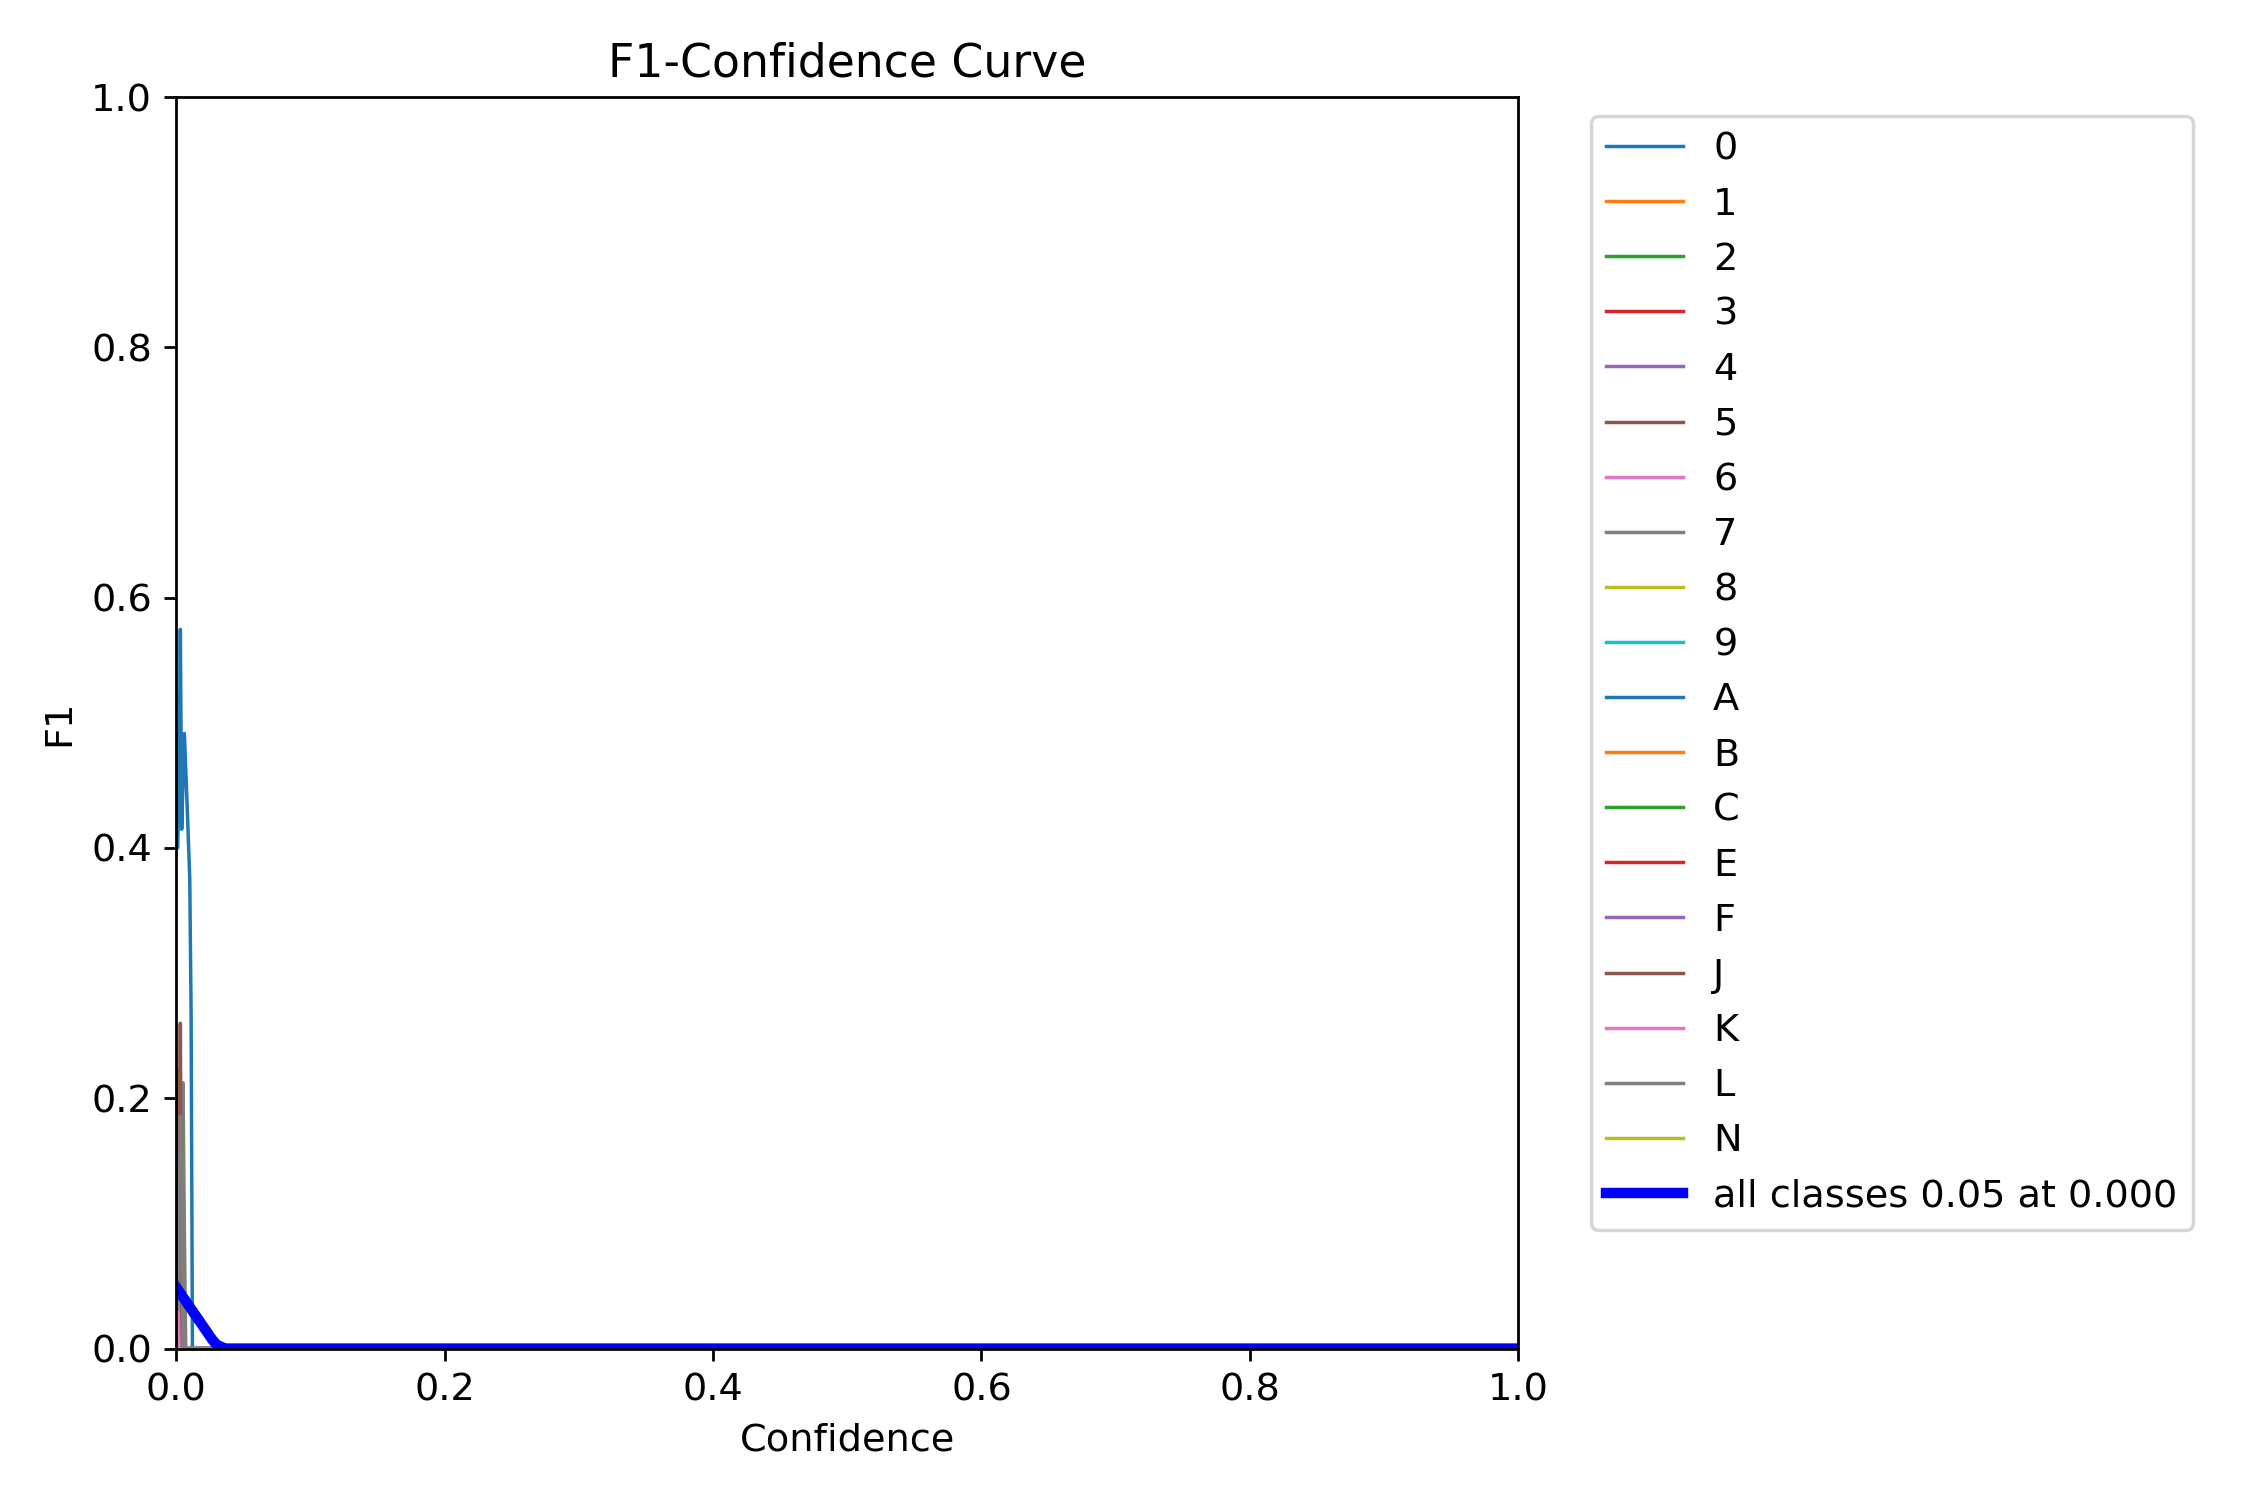 F1-Confidence Curve
1.0
0.8
0.6
0.4
0.2
0.0
F1
0.0 0.2 0.4 0.6 0.8 1.0
Confidence
0
1
2
3
4
5
6
7
8
9
A
B
C
E
F
J
K
L
N
all classes 0.05 at 0.000